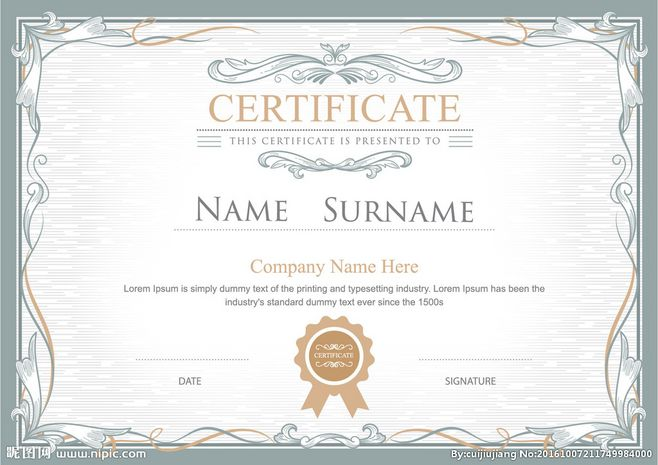 CERTIFICATE
THIS CERTIFICATE IS PRESENTED TO
NAME SURNAME
Company Name Here
Lorem Ipsum is simply dummy text of the printing and typesetting industry. Lorem Ipsum has been the
industry's standard dummy text ever since the 1500s
CERTIFICATE
DATE
SIGNATURE
昵图网 www.nipic.com
By:cuijiujiang No:20161007211749984000